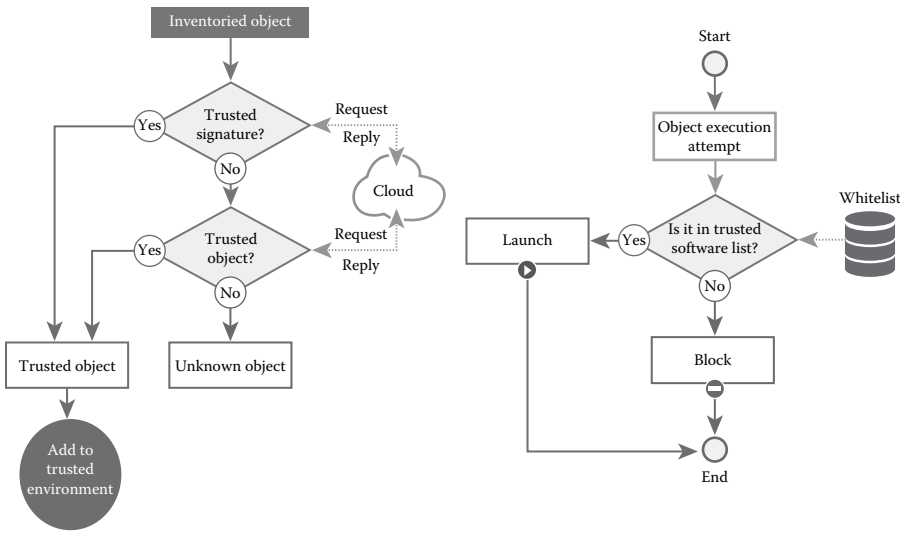 Inventoried object
Trusted
signature?
Yes
No
Request
Reply
Cloud
Trusted
object?
Yes
No
Request
Reply
Trusted object
Unknown object
Add to
trusted
environment
Start
Object execution
attempt
Is it in trusted
software list?
Whitelist
Yes
Launch
No
Block
End